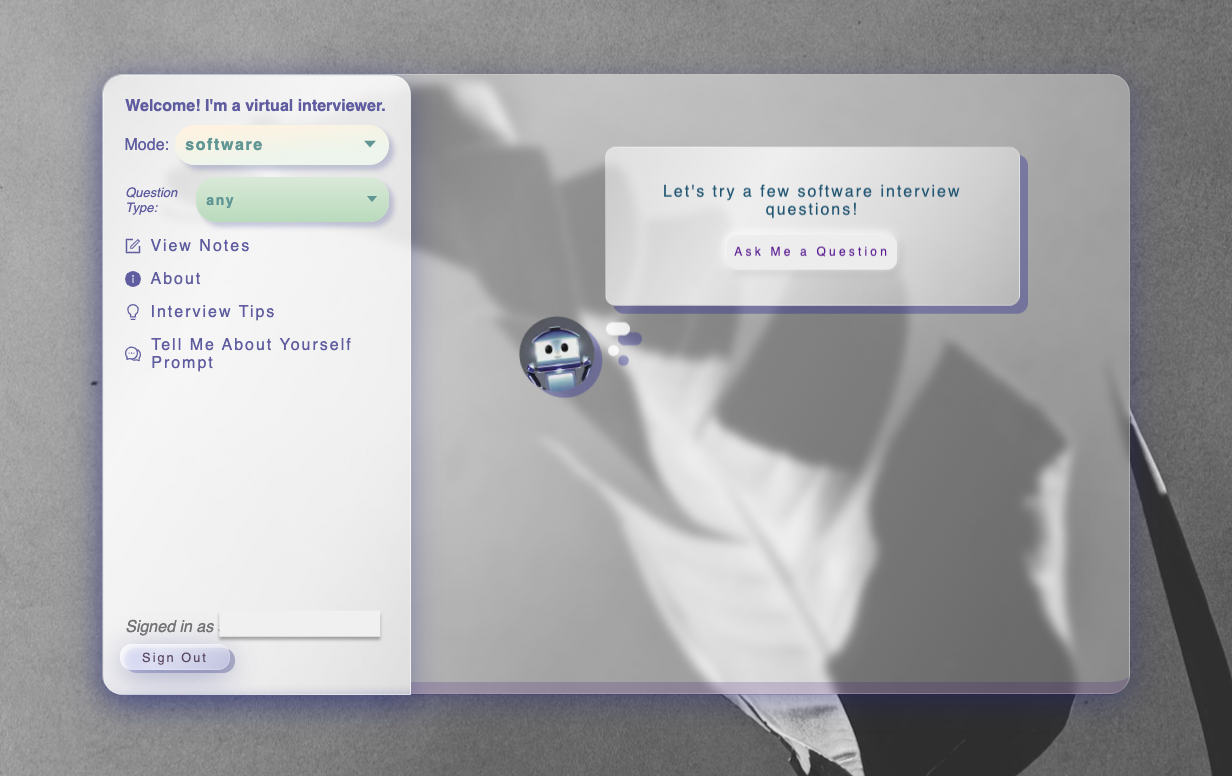 Welcome! I'm a virtual interviewer.
Mode: software
Question
Type: any
View Notes
About
Interview Tips
Tell Me About Yourself
Prompt
Signed in as
Sign Out
Let's try a few software interview
questions!
Ask Me a Question